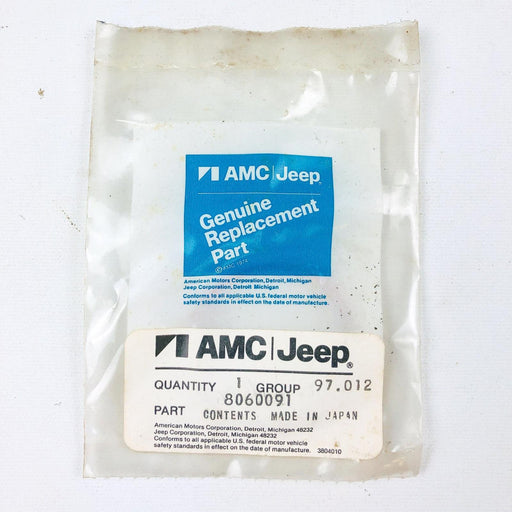 AMC Jeep®
Genuine
Replacement
Part
© AMC 1974
American Motors Corporation, Detroit, Michigan
Jeep Corporation, Detroit Michigan
Conforms to all applicable U.S. federal motor vehicle
safety standards in effect on the date of manufacture.
AMC Jeep®
QUANTITY 1 GROUP 97.012
8060091
PART CONTENTS MADE IN JAPAN
American Motors Corporation, Detroit, Michigan 48232
Jeep Corporation, Detroit, Michigan 48232
Conforms to all applicable U.S. federal motor vehicle
safety standards in effect on the date of manufacture. 3804010